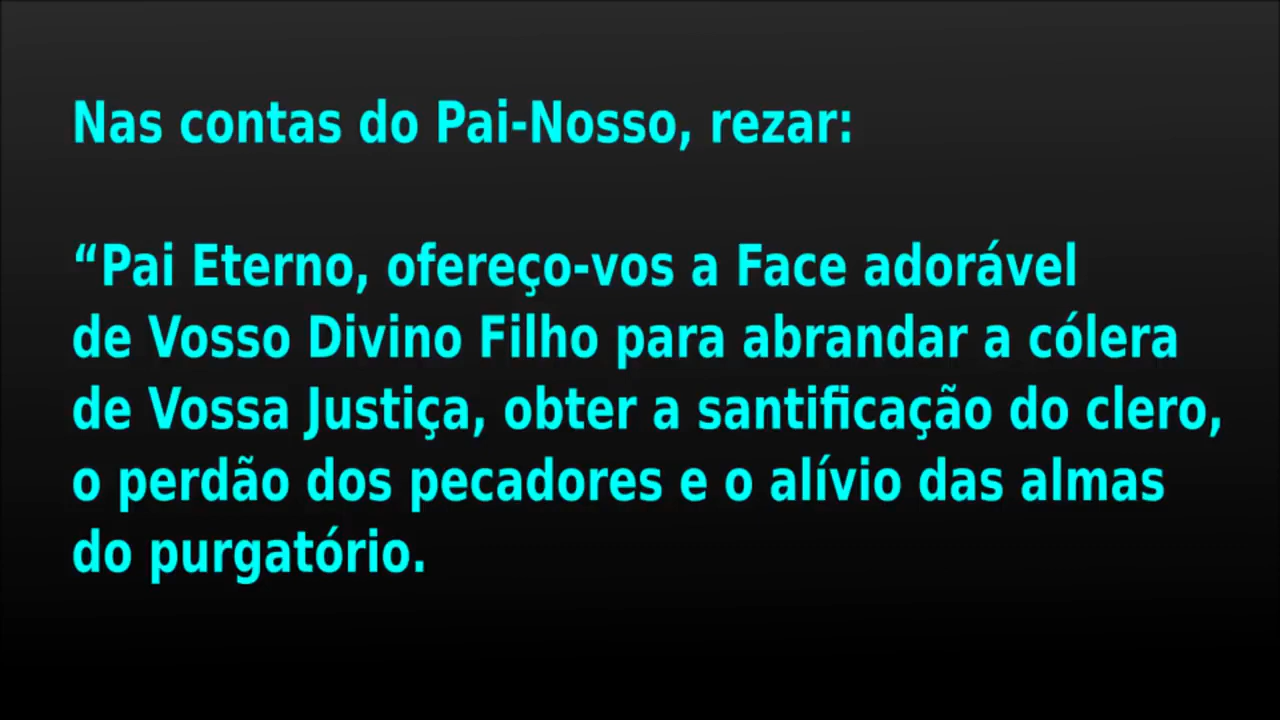 Nas contas do Pai-Nosso, rezar:
“Pai Eterno, ofereço-vos a Face adorável
de Vosso Divino Filho para abrandar a cólera
de Vossa Justiça, obter a santificação do clero,
o perdão dos pecadores e o alívio das almas
do purgatório.